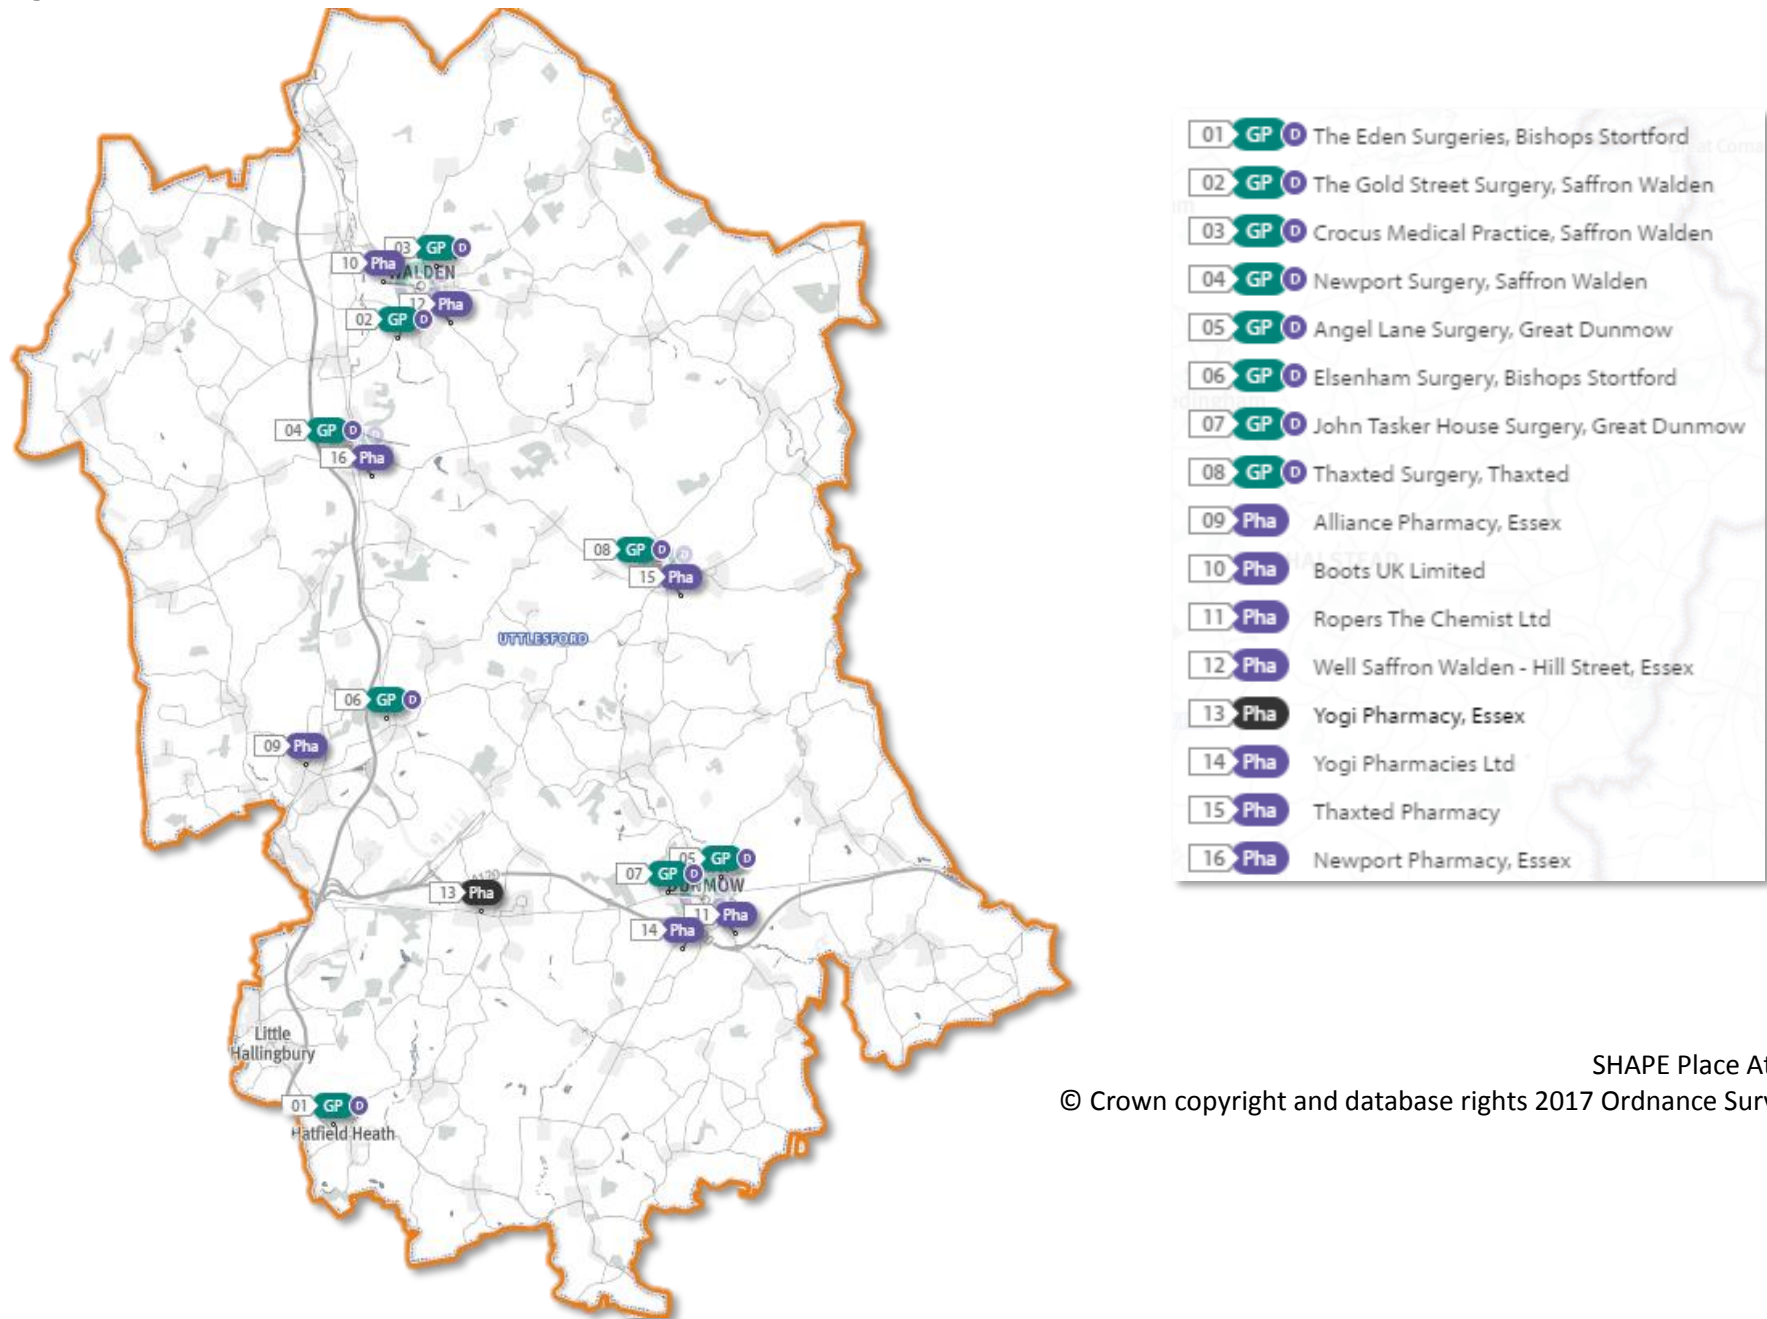 03 GP D
10 Pha
WALDEN
12 Pha
02 GP D
04 GP D
16 Pha
08 GP D
15 Pha
UTTLESFORD
06 GP D
09 Pha
05 GP D
07 GP D
DUNMOW
13 Pha
A120
11 Pha
14 Pha
Little
Hallingbury
01 GP D
Hatfield Heath
01 GP D The Eden Surgeries, Bishops Stortford
02 GP D The Gold Street Surgery, Saffron Walden
03 GP D Crocus Medical Practice, Saffron Walden
04 GP D Newport Surgery, Saffron Walden
05 GP D Angel Lane Surgery, Great Dunmow
06 GP D Elsenham Surgery, Bishops Stortford
07 GP D John Tasker House Surgery, Great Dunmow
08 GP D Thaxted Surgery, Thaxted
09 Pha Alliance Pharmacy, Essex
HALSTEAD
10 Pha Boots UK Limited
11 Pha Ropers The Chemist Ltd
12 Pha Well Saffron Walden - Hill Street, Essex
13 Pha Yogi Pharmacy, Essex
14 Pha Yogi Pharmacies Ltd
15 Pha Thaxted Pharmacy
16 Pha Newport Pharmacy, Essex
SHAPE Place At
© Crown copyright and database rights 2017 Ordnance Surv